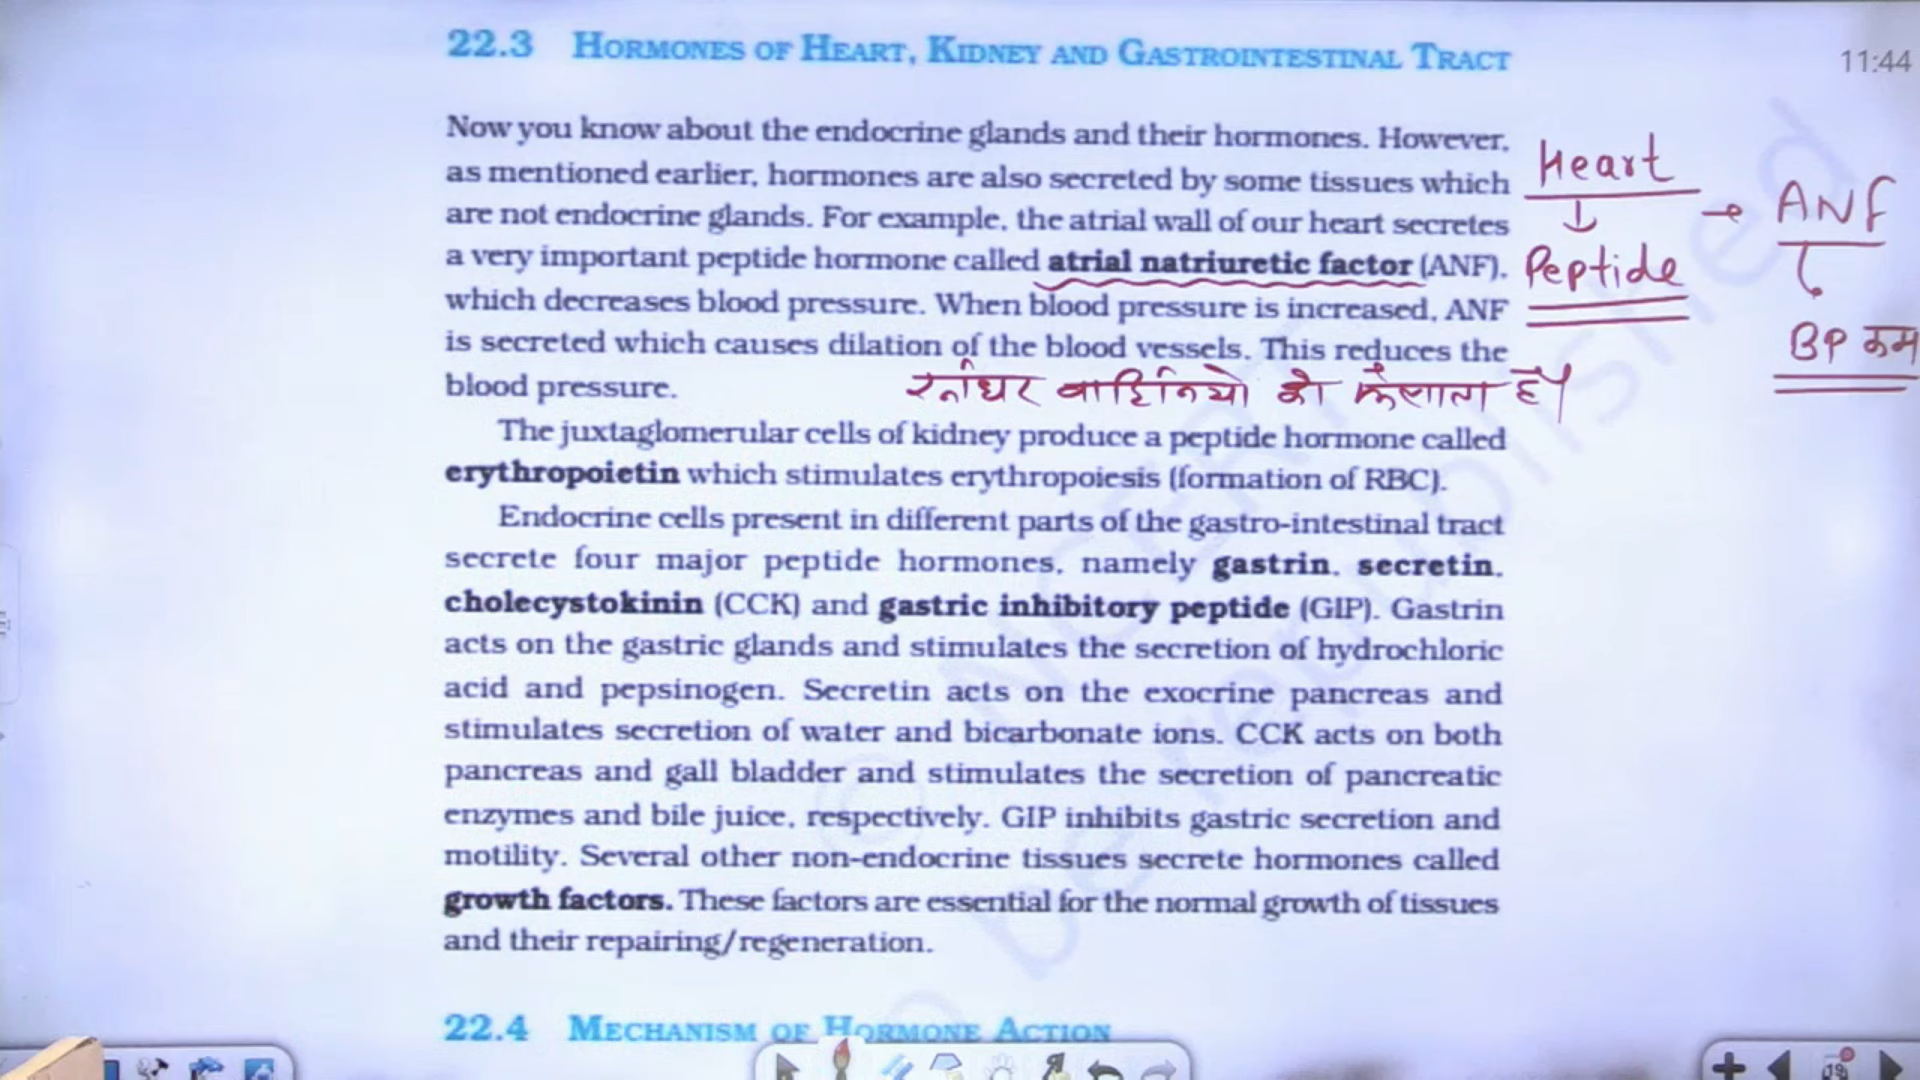 22.3 HORMONES OF HEART, KIDNEY AND GASTROINTESTINAL TRACT
11:44
Now you know about the endocrine glands and their hormones. However,
as mentioned earlier, hormones are also secreted by some tissues which
are not endocrine glands. For example, the atrial wall of our heart secretes
a very important peptide hormone called atrial natriuretic factor (ANF),
which decreases blood pressure. When blood pressure is increased, ANF
is secreted which causes dilation of the blood vessels. This reduces the
blood pressure.
Heart → ANF
↓
Peptide
BP कम
वाहिनियो को है।
The juxtaglomerular cells of kidney produce a peptide hormone called
erythropoietin which stimulates erythropoiesis (formation of RBC).
Endocrine cells present in different parts of the gastro-intestinal tract
secrete four major peptide hormones, namely gastrin, secretin,
cholecystokinin (CCK) and gastric inhibitory peptide (GIP). Gastrin
acts on the gastric glands and stimulates the secretion of hydrochloric
acid and pepsinogen. Secretin acts on the exocrine pancreas and
stimulates secretion of water and bicarbonate ions. CCK acts on both
pancreas and gall bladder and stimulates the secretion of pancreatic
enzymes and bile juice, respectively. GIP inhibits gastric secretion and
motility. Several other non-endocrine tissues secrete hormones called
growth factors. These factors are essential for the normal growth of tissues
and their repairing/regeneration.
22.4 MECHANISM OF HORMONE ACTION
19